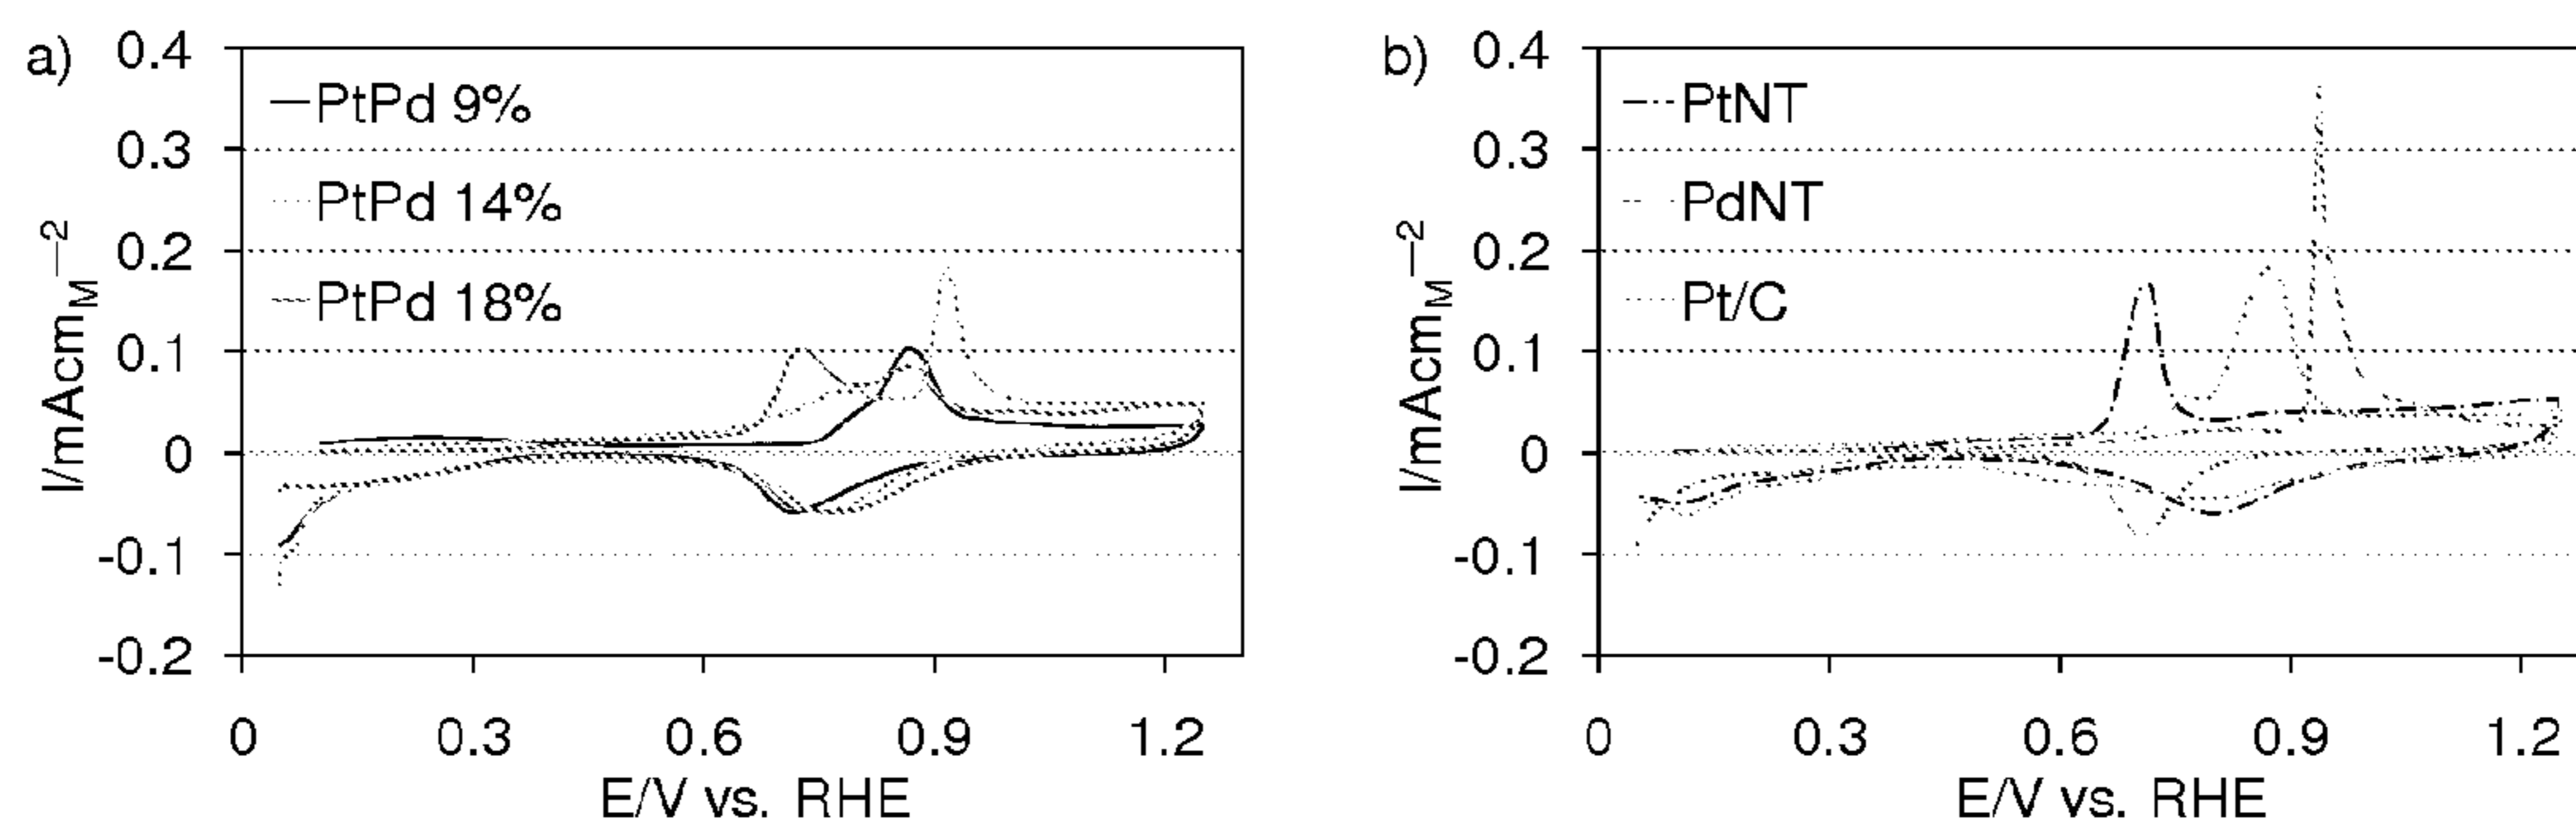 a)
0.4
0.3
0.2
0.1
0
-0.1
-0.2
I/mAcm_M^−2
PtPd 9%
PtPd 14%
PtPd 18%
0 0.3 0.6 0.9 1.2
E/V vs. RHE
b)
0.4
0.3
0.2
0.1
0
-0.1
-0.2
I/mAcm_M^−2
PtNT
PdNT
Pt/C
0 0.3 0.6 0.9 1.2
E/V vs. RHE